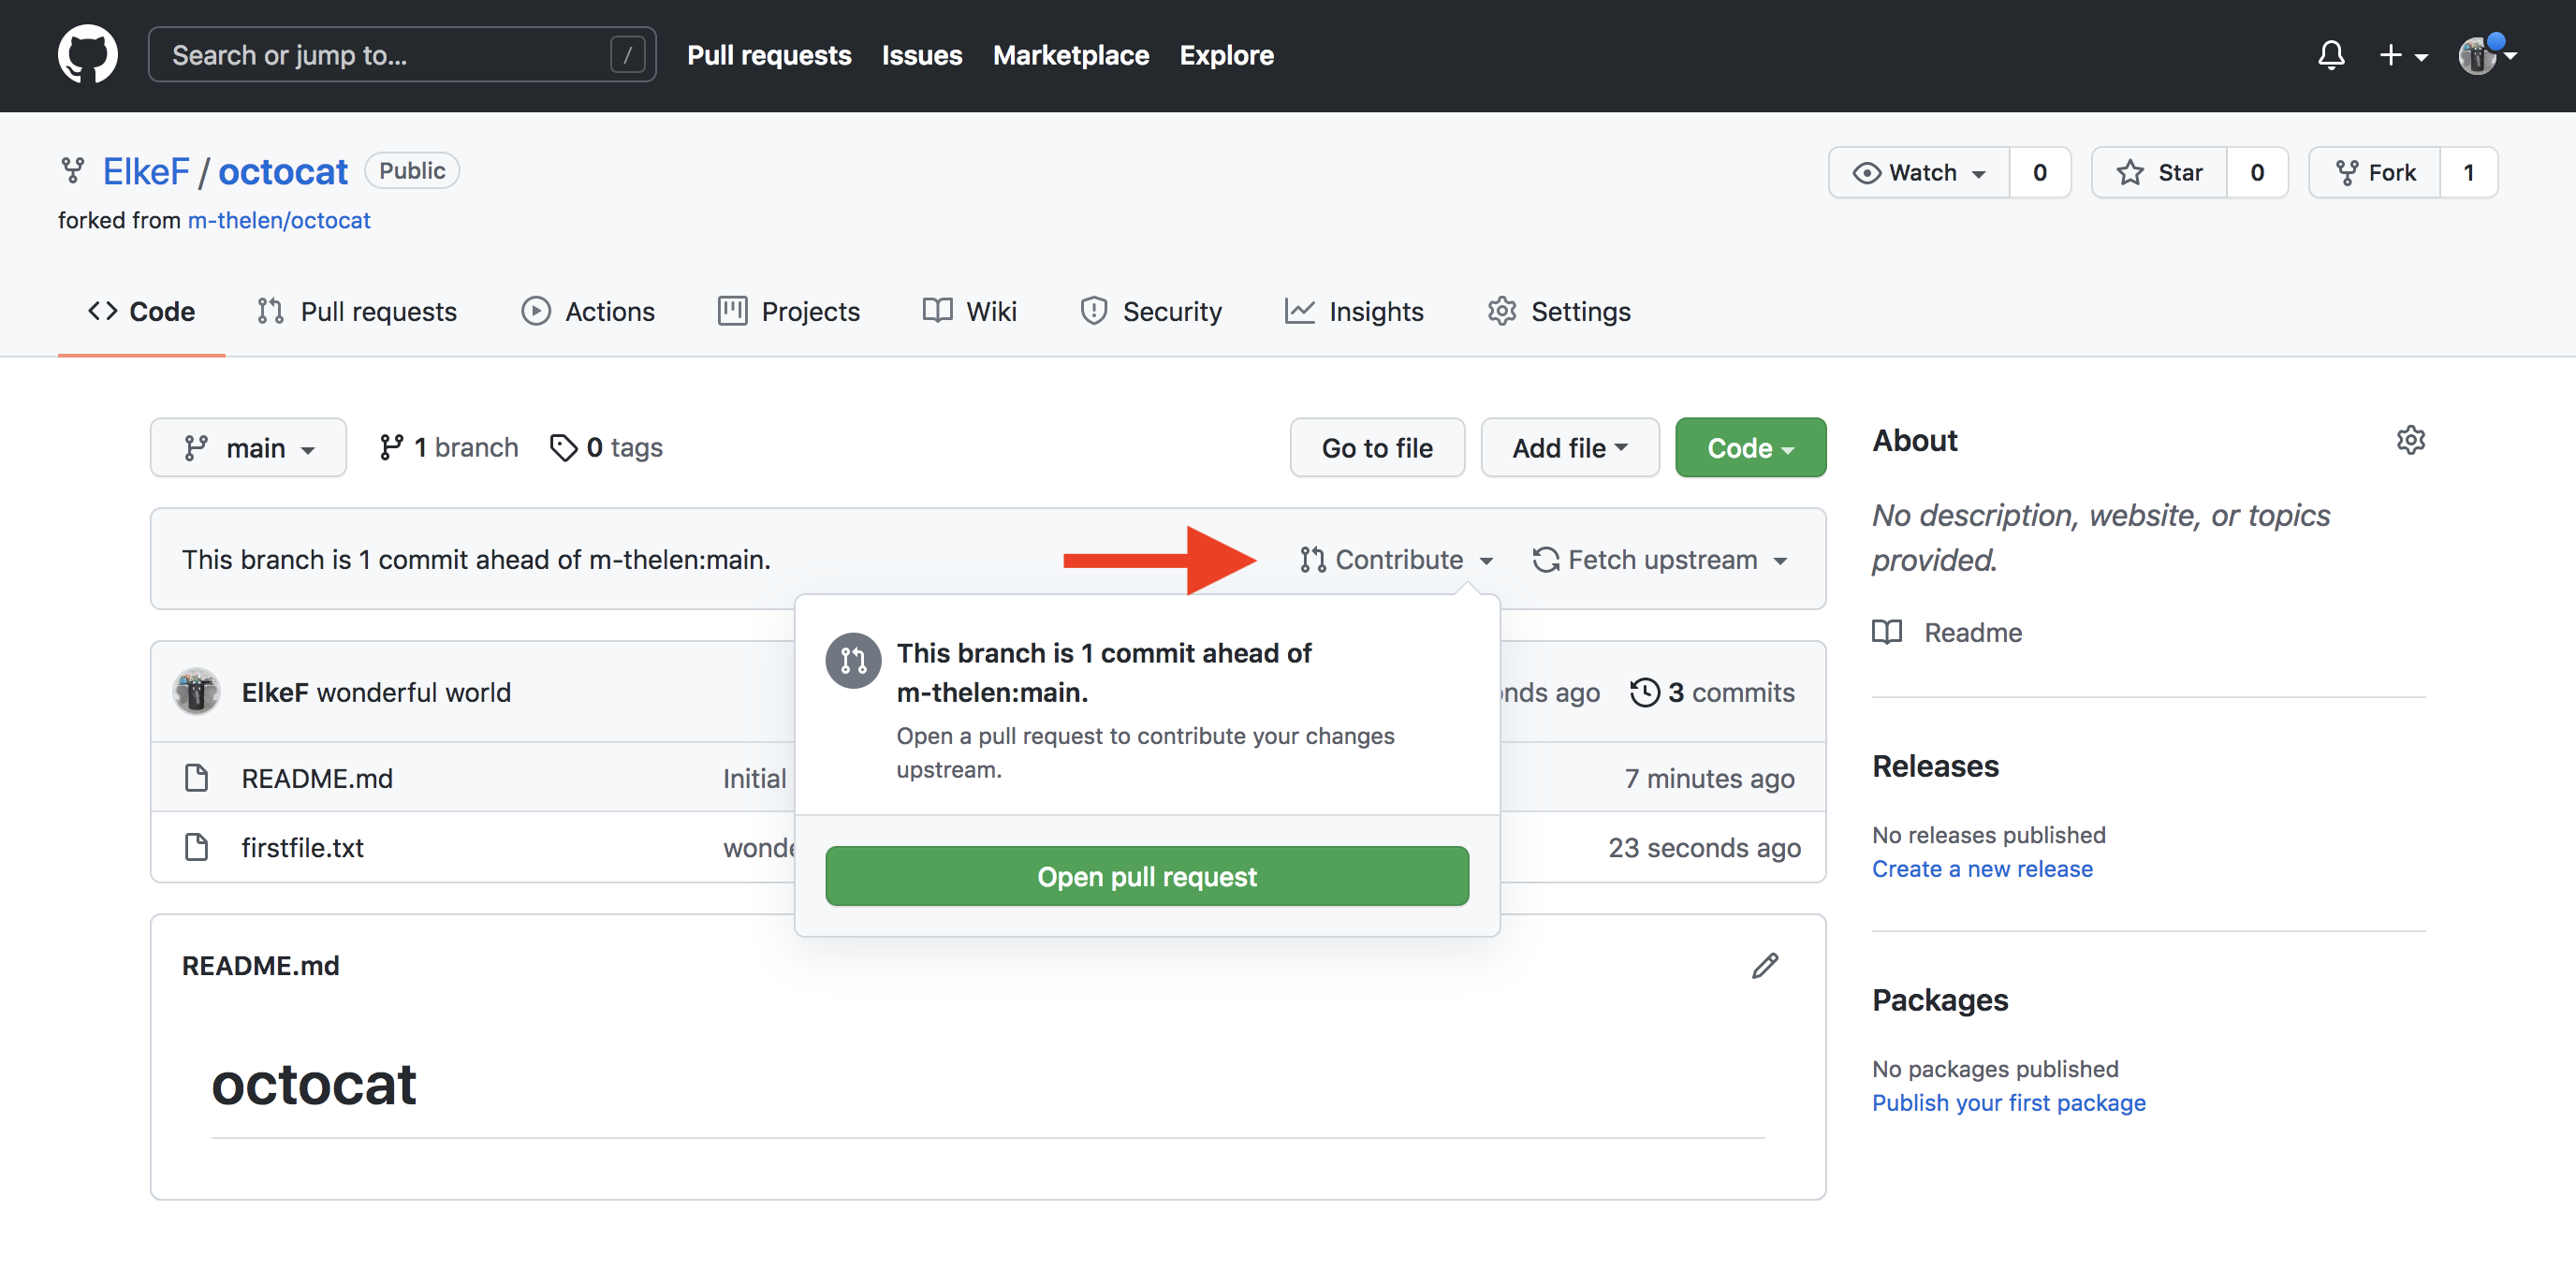 Search or jump to... /
Pull requests Issues Marketplace Explore
ElkeF / octocat Public
Watch 0 Star 0 Fork 1
forked from m-thelen/octocat
Code Pull requests Actions Projects Wiki Security Insights Settings
main 1 branch 0 tags
Go to file Add file Code
This branch is 1 commit ahead of m-thelen:main.
Contribute Fetch upstream
This branch is 1 commit ahead of
m-thelen:main.
Open a pull request to contribute your changes
upstream.
Open pull request
ElkeF wonderful world
ago 3 commits
README.md Initial 7 minutes ago
firstfile.txt 23 seconds ago
README.md
octocat
About
No description, website, or topics
provided.
Readme
Releases
No releases published
Create a new release
Packages
No packages published
Publish your first package